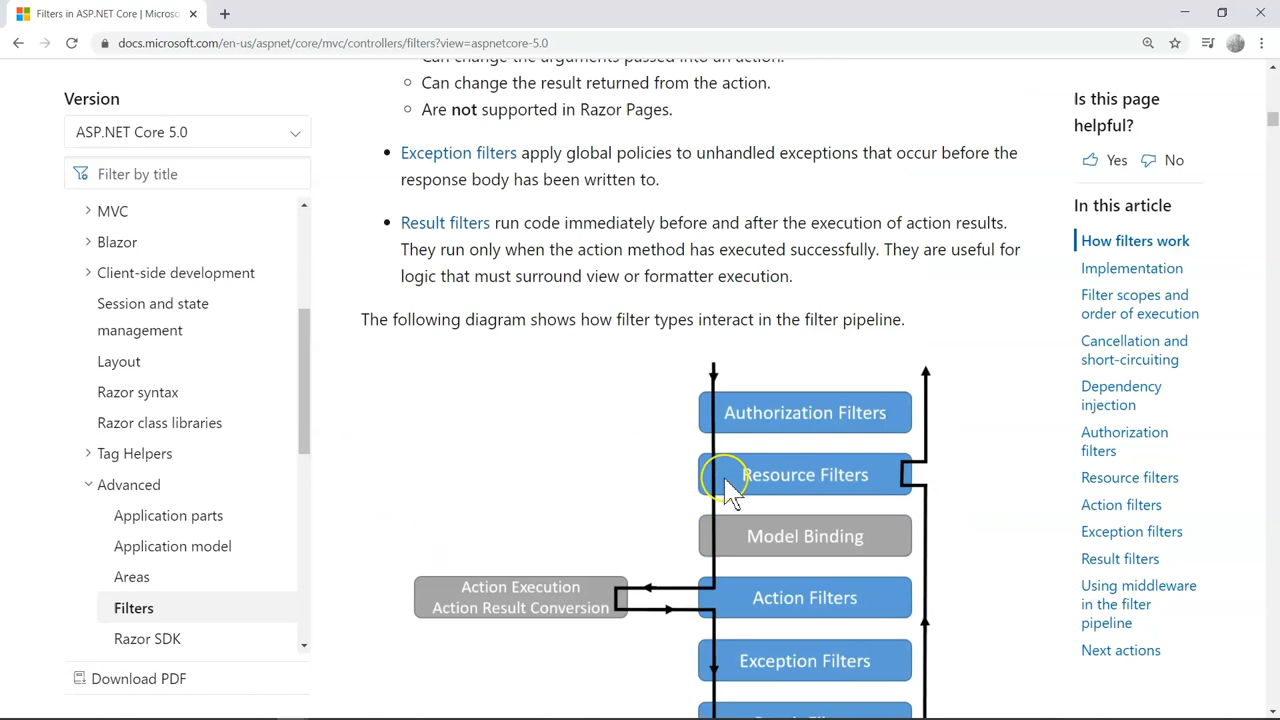 Filters in ASP.NET Core | Microso
docs.microsoft.com/en-us/aspnet/core/mvc/controllers/filters?view=aspnetcore-5.0
Version
ASP.NET Core 5.0
Filter by title
MVC
Blazor
Client-side development
Session and state
management
Layout
Razor syntax
Razor class libraries
Tag Helpers
Advanced
Application parts
Application model
Areas
Filters
Razor SDK
Download PDF
Can change the arguments passed into an action.
Can change the result returned from the action.
Are not supported in Razor Pages.
Exception filters apply global policies to unhandled exceptions that occur before the
response body has been written to.
Result filters run code immediately before and after the execution of action results.
They run only when the action method has executed successfully. They are useful for
logic that must surround view or formatter execution.
The following diagram shows how filter types interact in the filter pipeline.
Authorization Filters
Resource Filters
Model Binding
Action Execution
Action Result Conversion
Action Filters
Exception Filters
Is this page
helpful?
Yes No
In this article
How filters work
Implementation
Filter scopes and
order of execution
Cancellation and
short-circuiting
Dependency
injection
Authorization
filters
Resource filters
Action filters
Exception filters
Result filters
Using middleware
in the filter
pipeline
Next actions